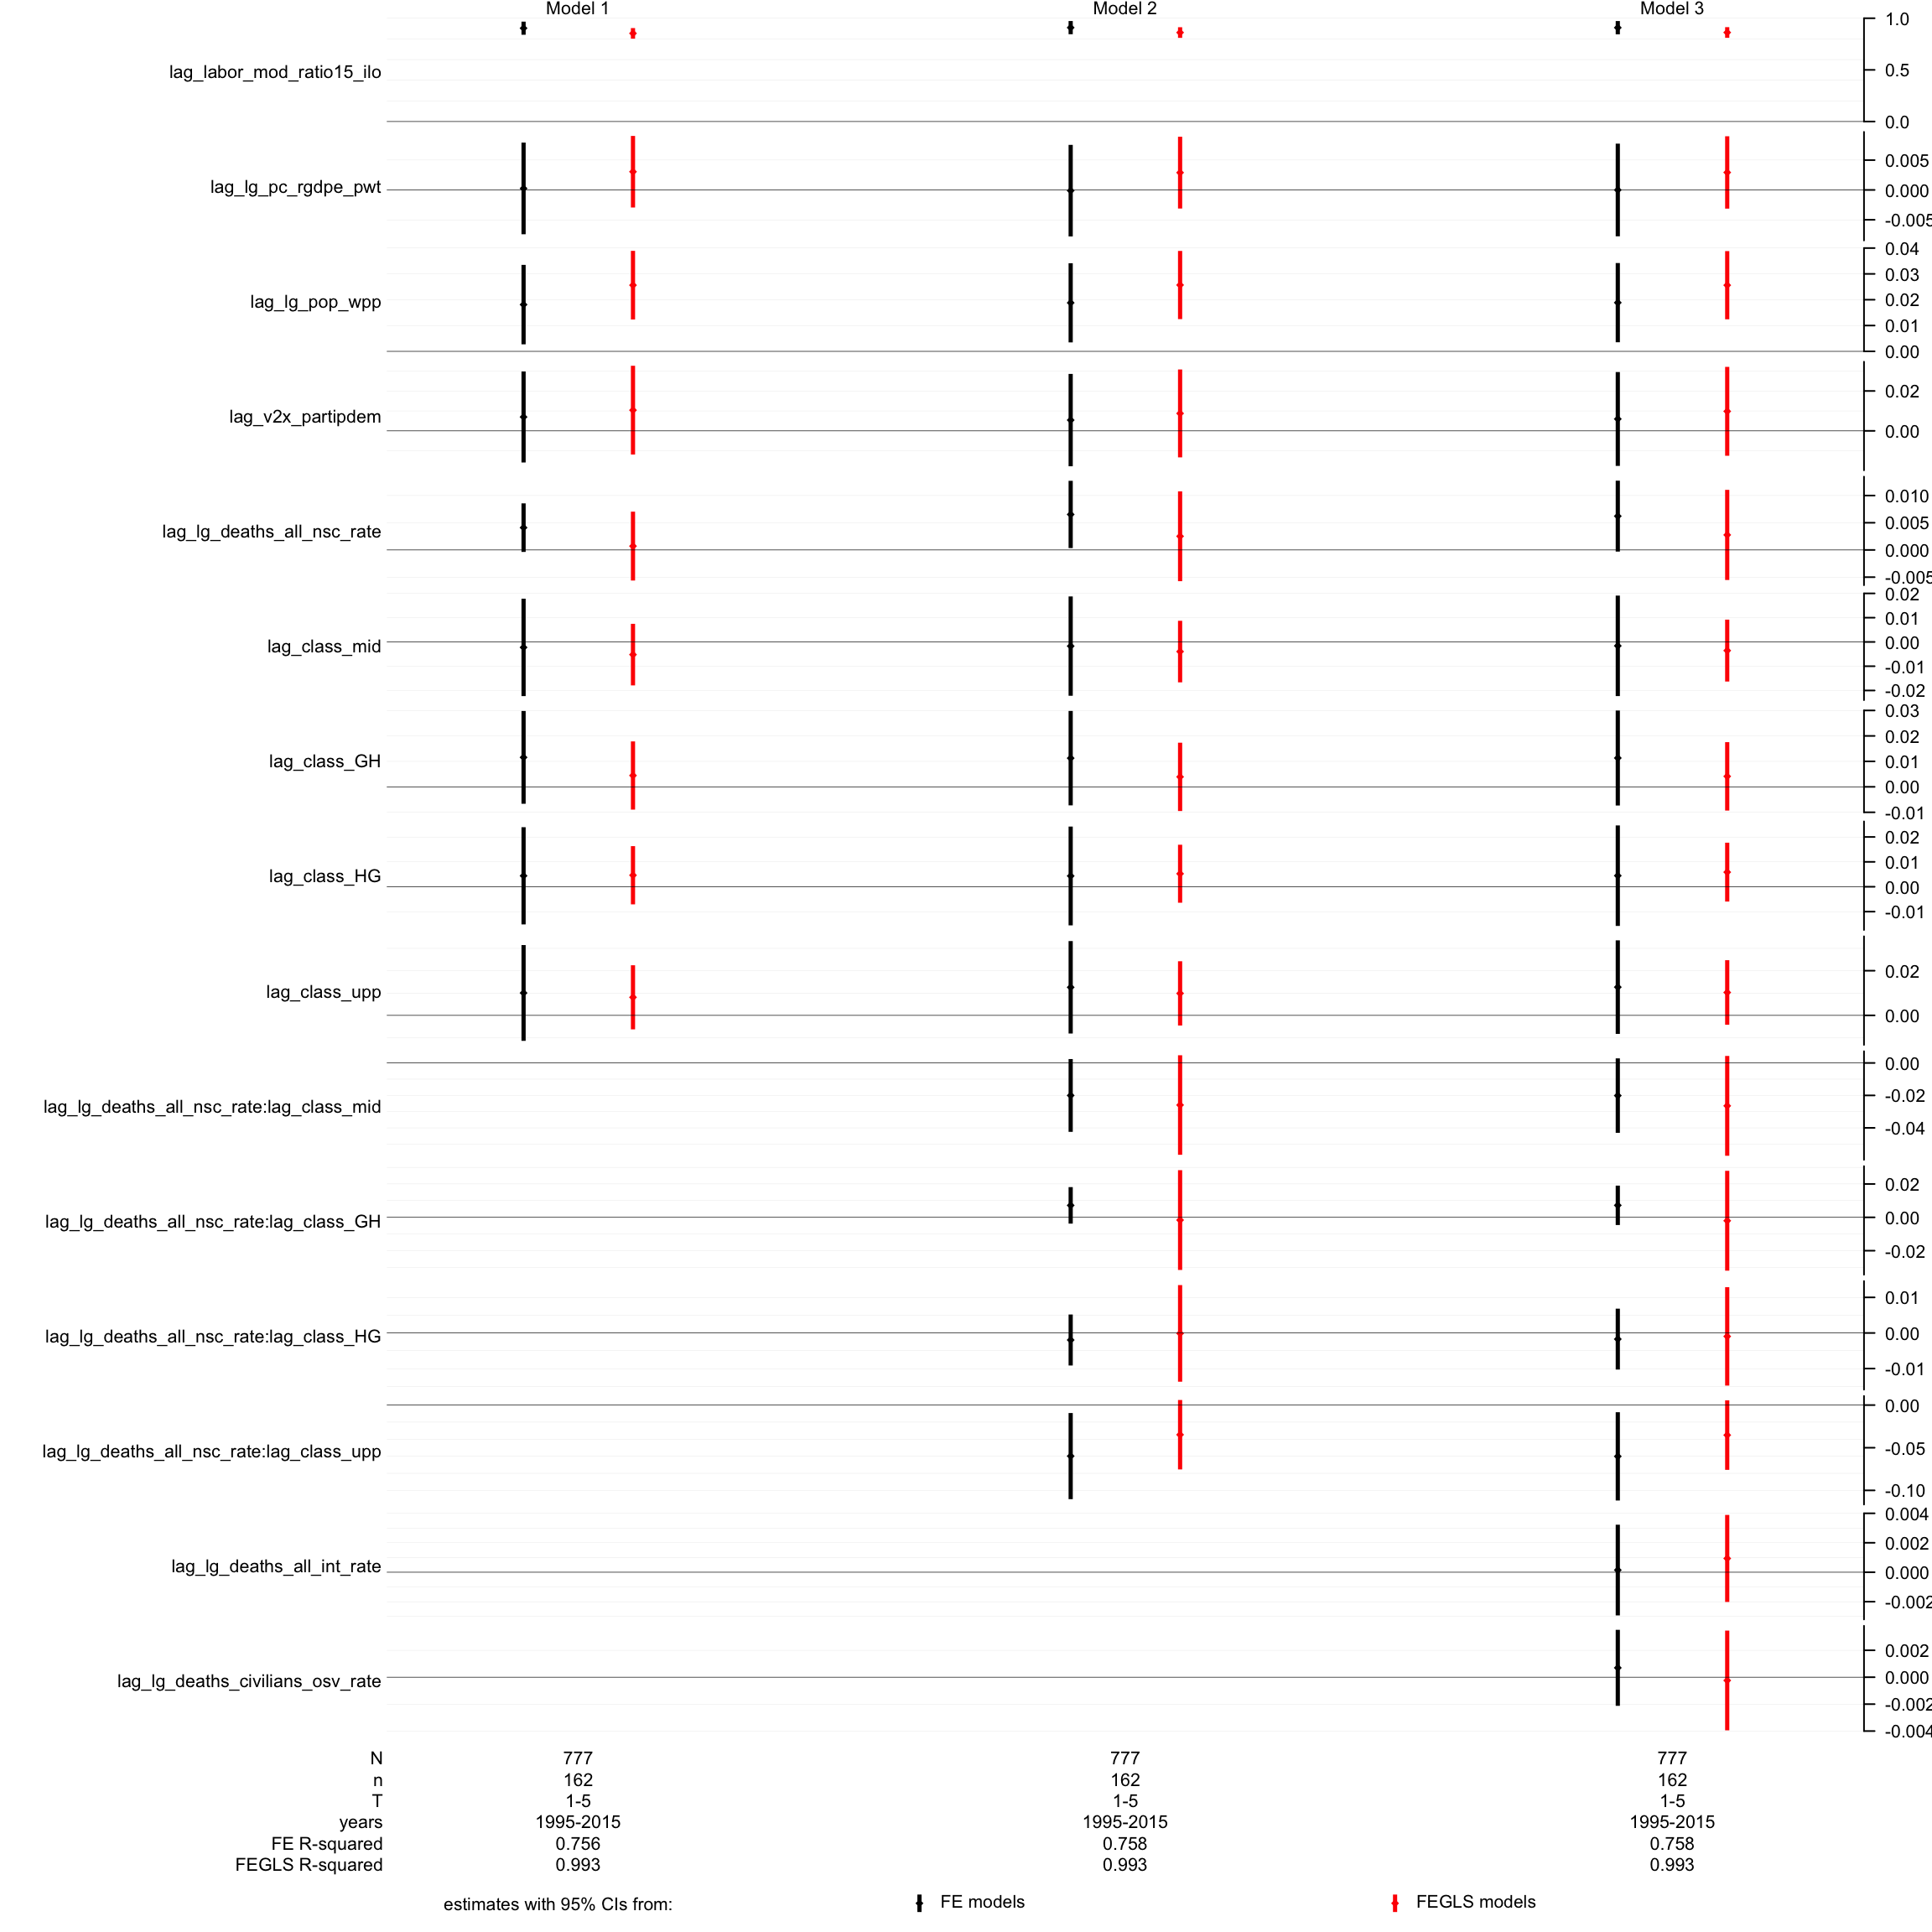 Model 1 Model 2 Model 3
1.0
lag_labor_mod_ratio15_ilo 0.5
0.0
0.005
lag_lg_pc_rgdpe_pwt 0.000
-0.005
0.04
0.03
lag_lg_pop_wpp 0.02
0.01
0.00
0.02
lag_v2x_partipdem
0.00
0.010
lag_lg_deaths_all_nsc_rate 0.005
0.000
-0.005
0.02
0.01
lag_class_mid 0.00
-0.01
-0.02
0.03
0.02
lag_class_GH 0.01
0.00
-0.01
0.02
lag_class_HG 0.01
0.00
-0.01
0.02
lag_class_upp
0.00
0.00
lag_lg_deaths_all_nsc_rate:lag_class_mid -0.02
-0.04
0.02
lag_lg_deaths_all_nsc_rate:lag_class_GH 0.00
-0.02
0.01
lag_lg_deaths_all_nsc_rate:lag_class_HG 0.00
-0.01
0.00
lag_lg_deaths_all_nsc_rate:lag_class_upp -0.05
-0.10
0.004
0.002
lag_lg_deaths_all_int_rate 0.000
-0.002
0.002
lag_lg_deaths_civilians_osv_rate 0.000
-0.002
-0.004
N 777 777 777
n 162 162 162
T 1-5 1-5 1-5
years 1995-2015 1995-2015 1995-2015
FE R-squared 0.756 0.758 0.758
FEGLS R-squared 0.993 0.993 0.993
estimates with 95% CIs from: FE models FEGLS models